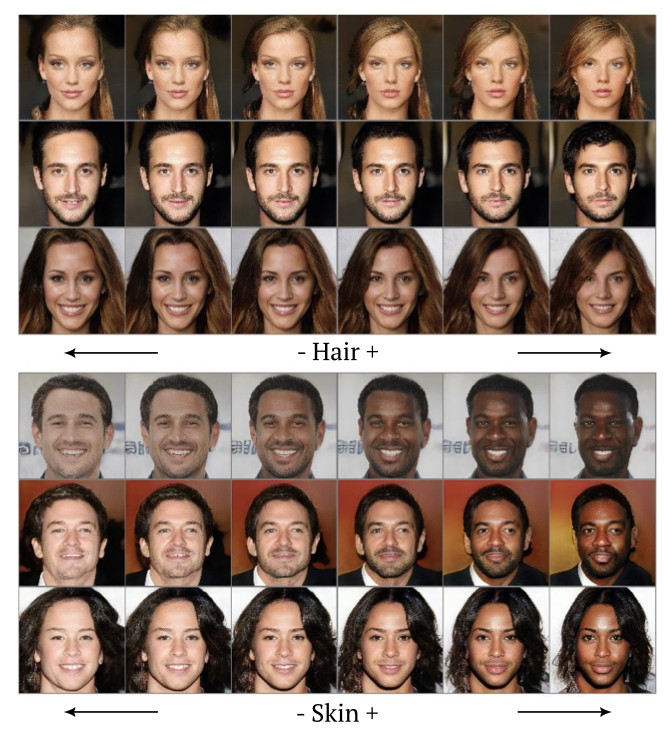 - Hair +
- Skin +